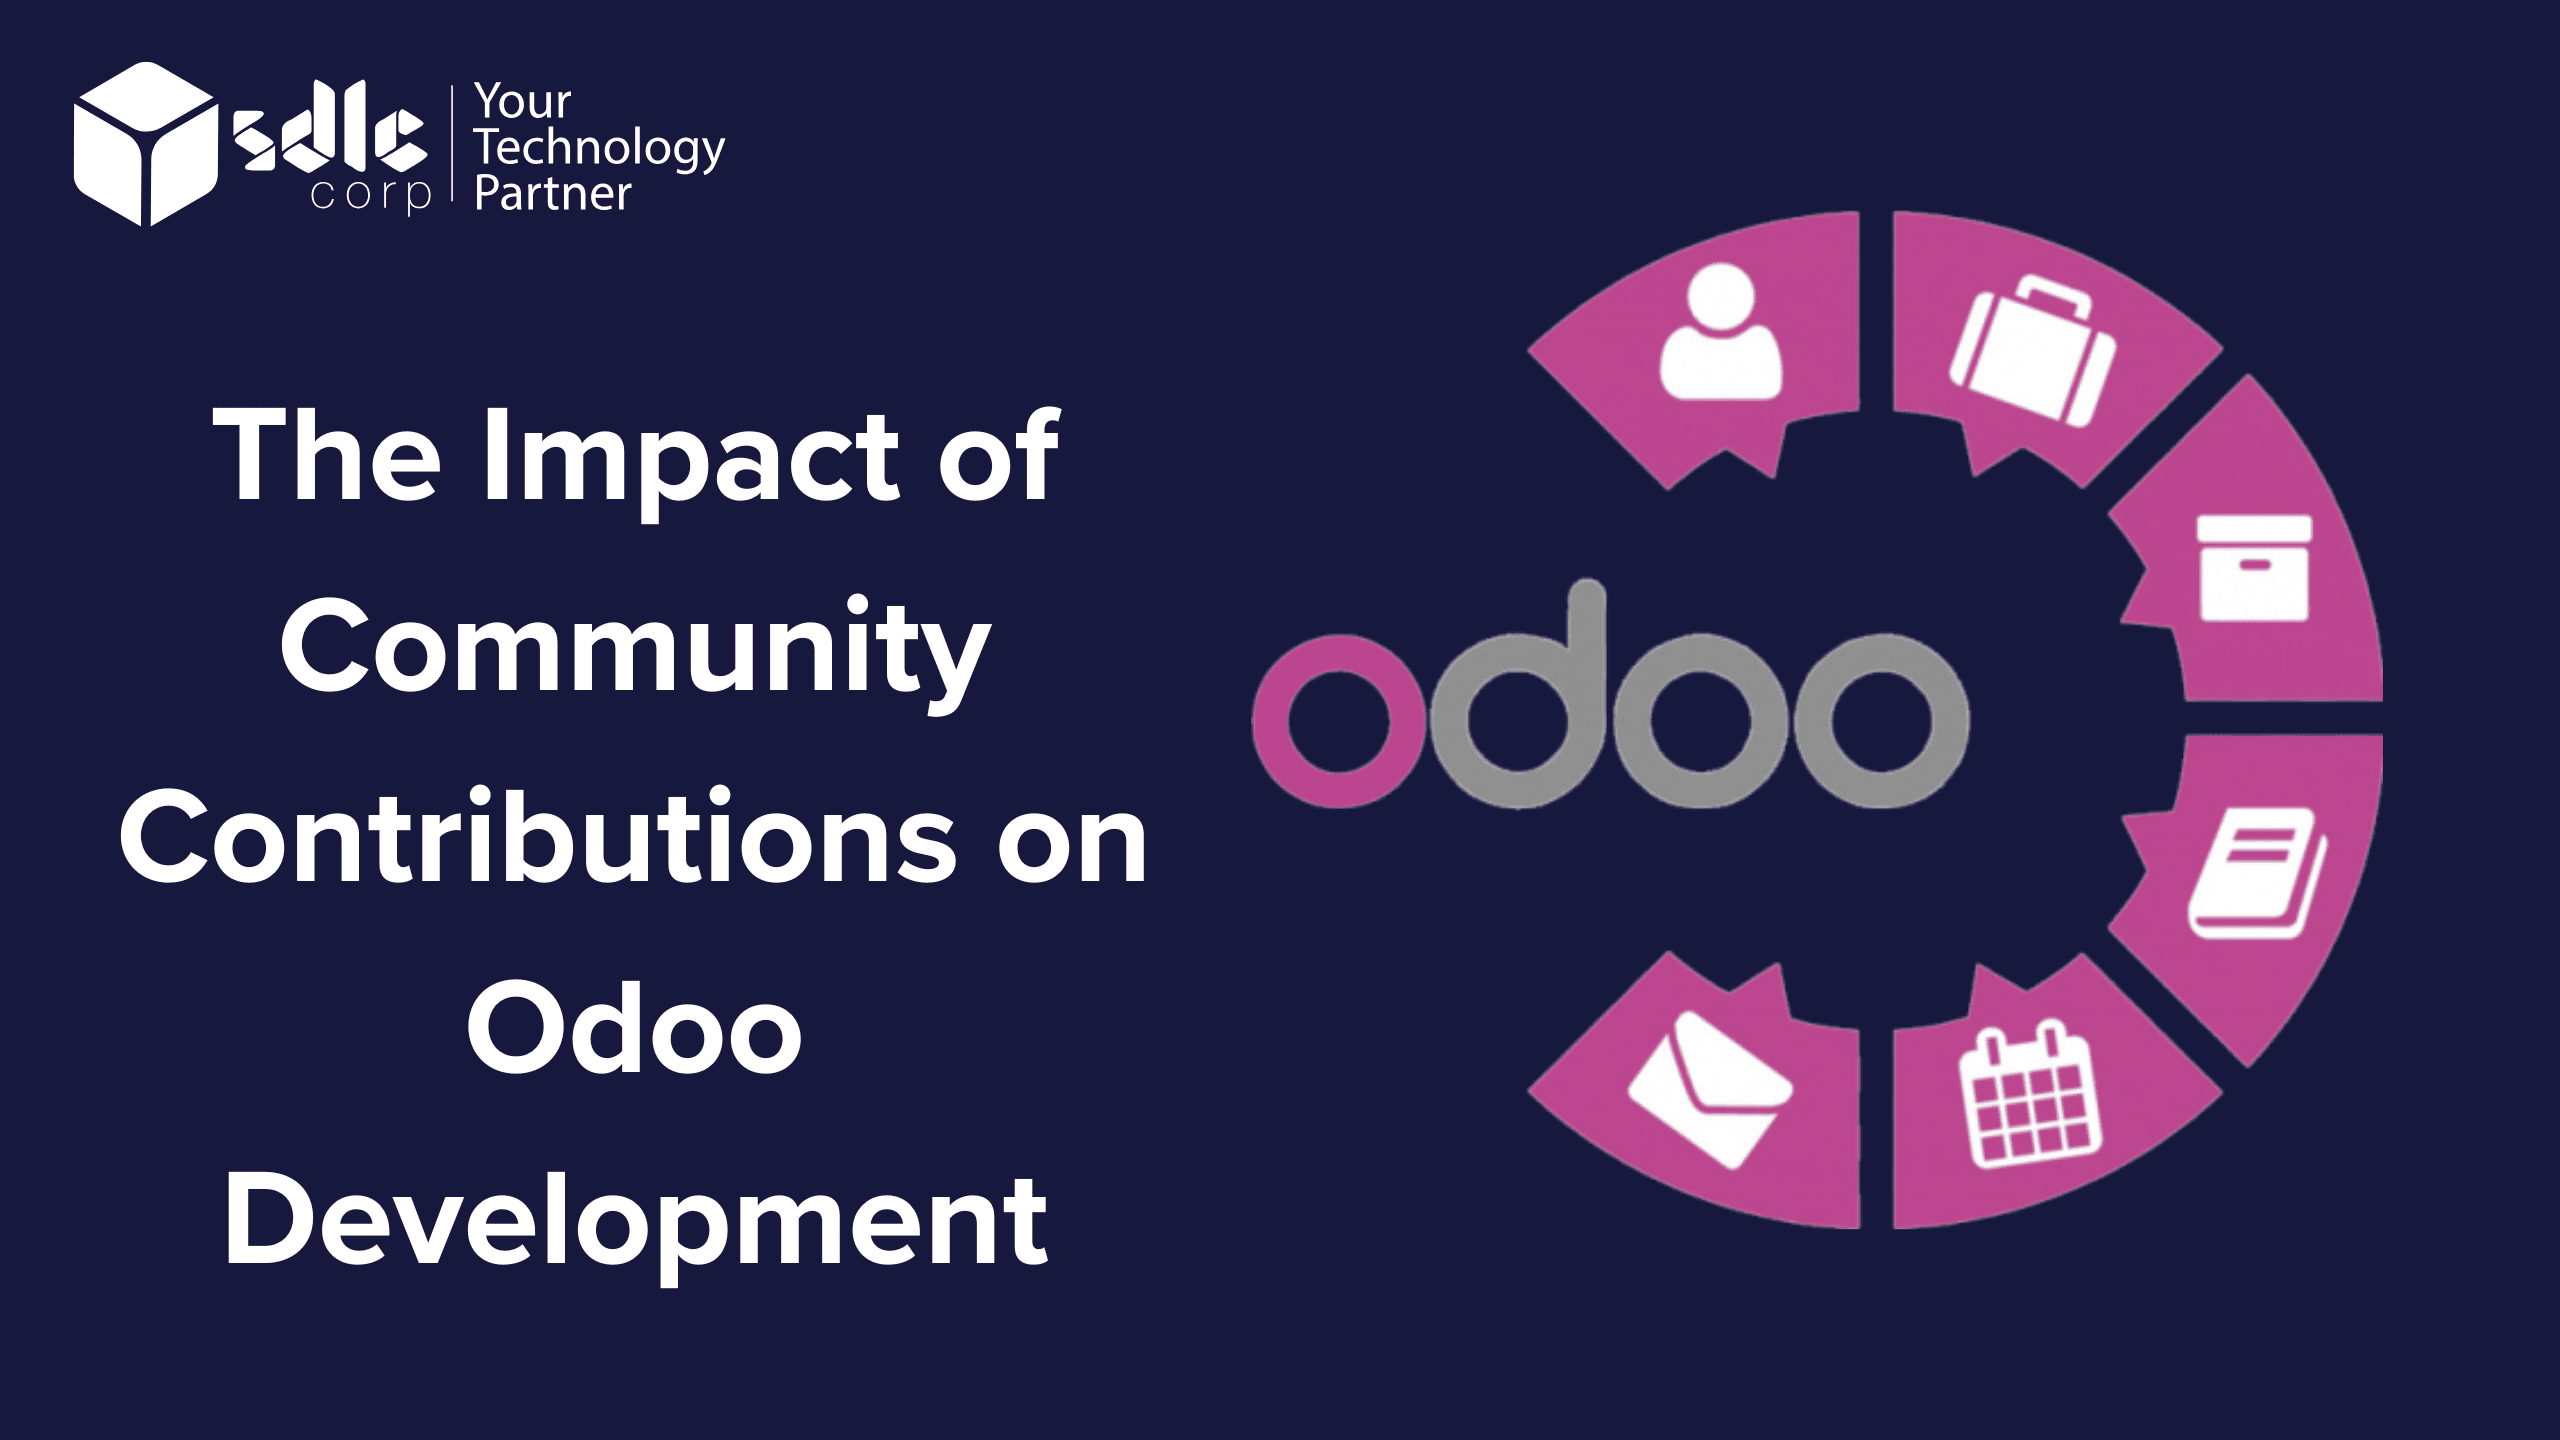 sdlc
corp
Your
Technology
Partner
The Impact of
Community
Contributions on
Odoo
Development
odoo